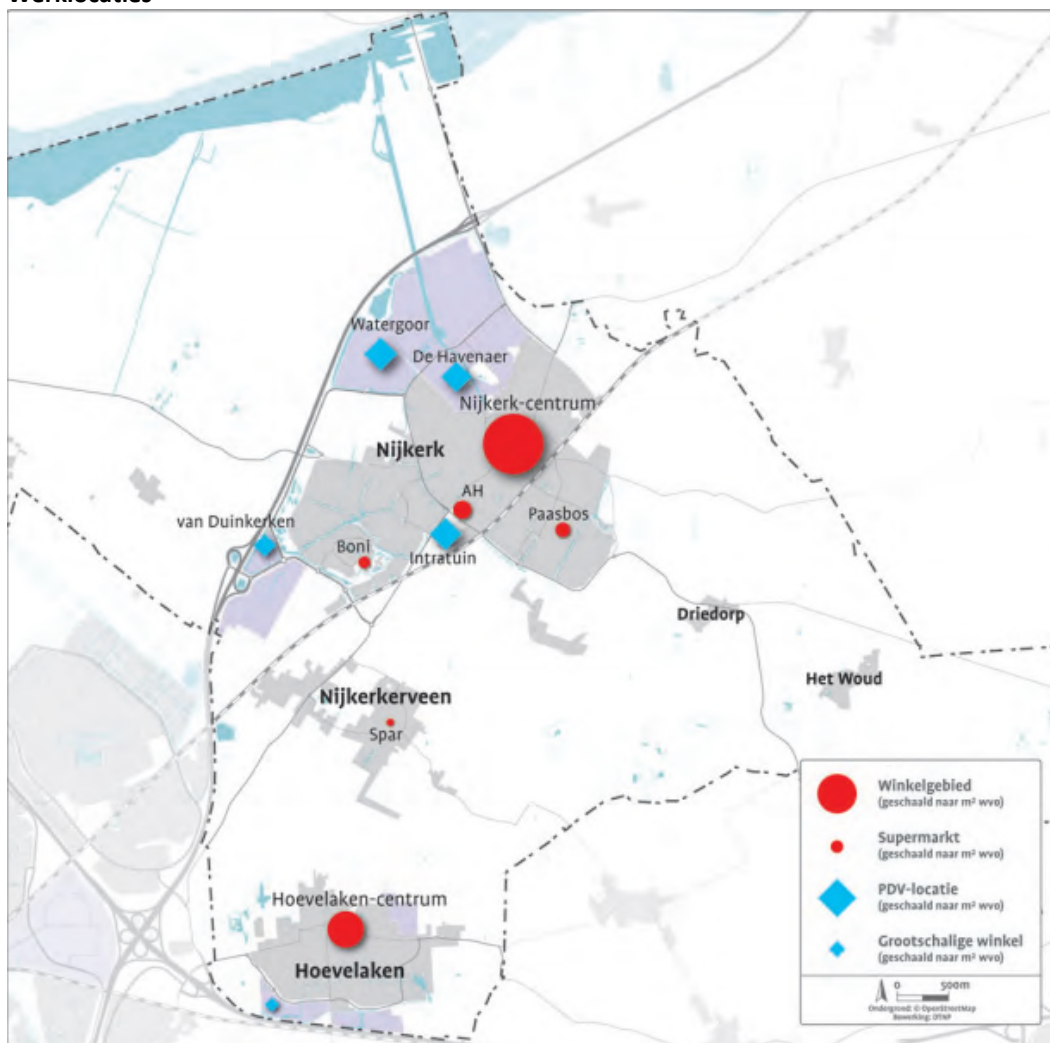 Werklocaties
Watergoor
De Havenaer
Nijkerk-centrum
Nijkerk
AH
van Duinkerken
Paasbos
Boni
Intratuin
Driedorp
Het Woud
Nijkerkerveen
Spar
Winkelgebied
(geschaald naar m² wvo)
Supermarkt
(geschaald naar m² wvo)
PDV-locatie
(geschaald naar m² wvo)
Grootschalige winkel
(geschaald naar m² wvo)
Hoevelaken-centrum
Hoevelaken
0 500m
Ondergrond: © OpenStreetMap
Bewerking: DTNP